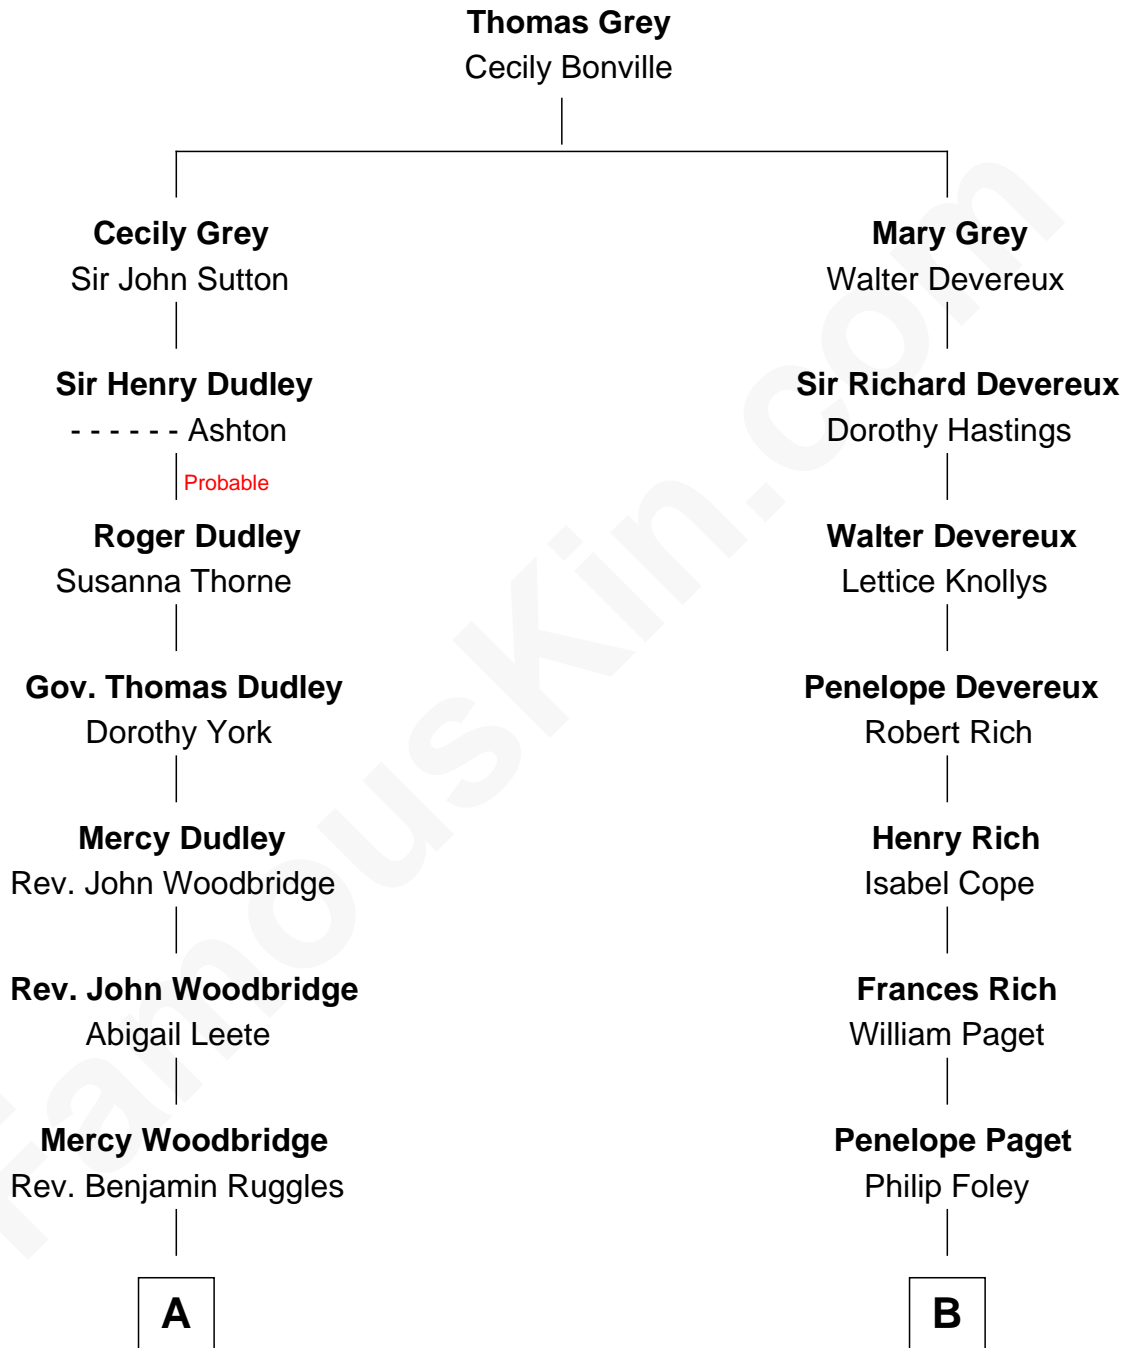 Thomas Grey
Cecily Bonville
Cecily Grey
Sir John Sutton
Mary Grey
Walter Devereux
Sir Henry Dudley
- - - - - - Ashton
Sir Richard Devereux
Dorothy Hastings
Probable
Roger Dudley
Susanna Thorne
Walter Devereux
Lettice Knollys
Gov. Thomas Dudley
Dorothy York
Penelope Devereux
Robert Rich
Mercy Dudley
Rev. John Woodbridge
Henry Rich
Isabel Cope
Rev. John Woodbridge
Abigail Leete
Frances Rich
William Paget
Mercy Woodbridge
Rev. Benjamin Ruggles
Penelope Paget
Philip Foley
A
B
FamousKin.com